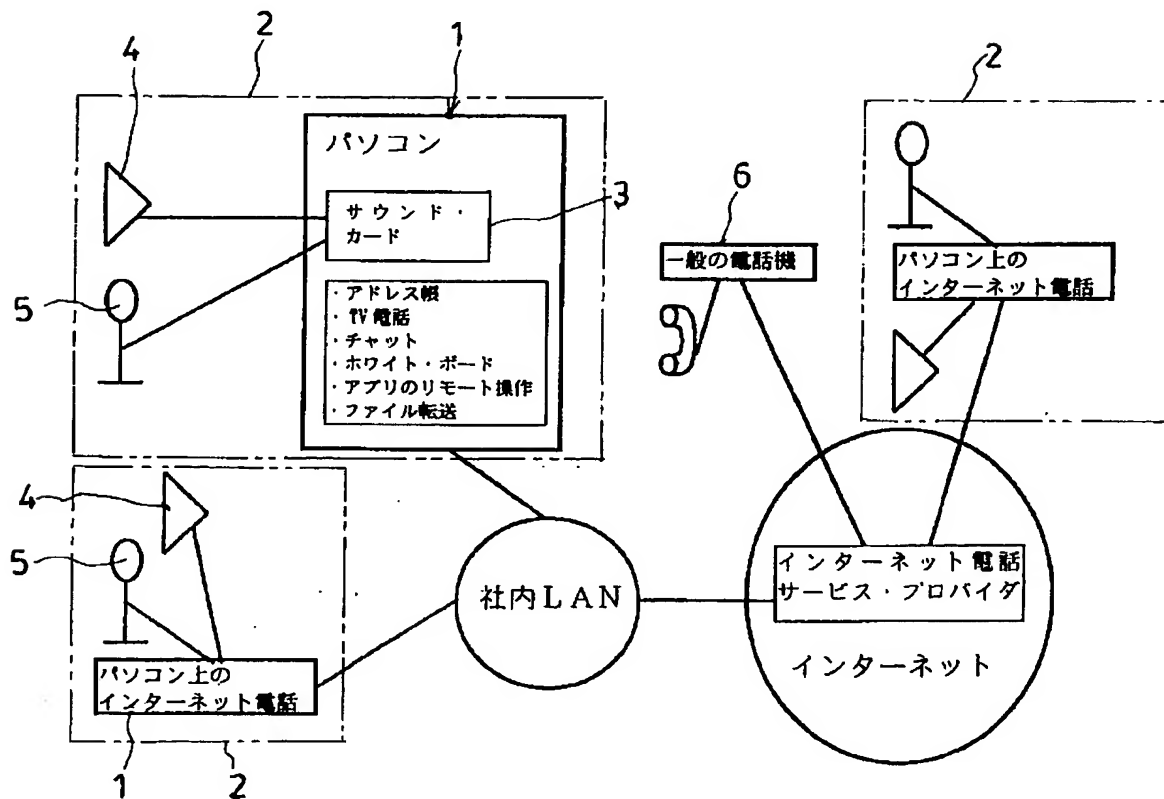 2
1
4
2
パソコン
サウンド・
カード
3
6
一般の電話機
パソコン上の
インターネット電話
5
・アドレス帳
・TV電話
・チャット
・ホワイト・ボード
・アプリのリモート操作
・ファイル転送
4
5
社内LAN
インターネット電話
サービス・プロバイダ
インターネット
パソコン上の
インターネット電話
1
2